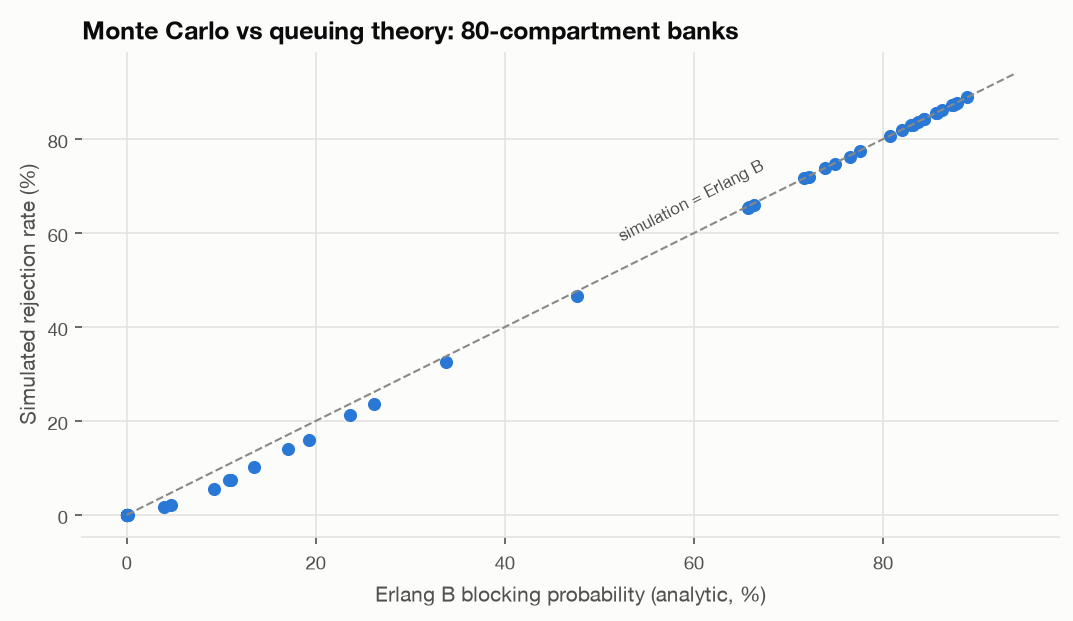 Monte Carlo vs queuing theory: 80-compartment banks
Simulated rejection rate (%)
80
60
40
20
0
simulation = Erlang B
0 20 40 60 80
Erlang B blocking probability (analytic, %)